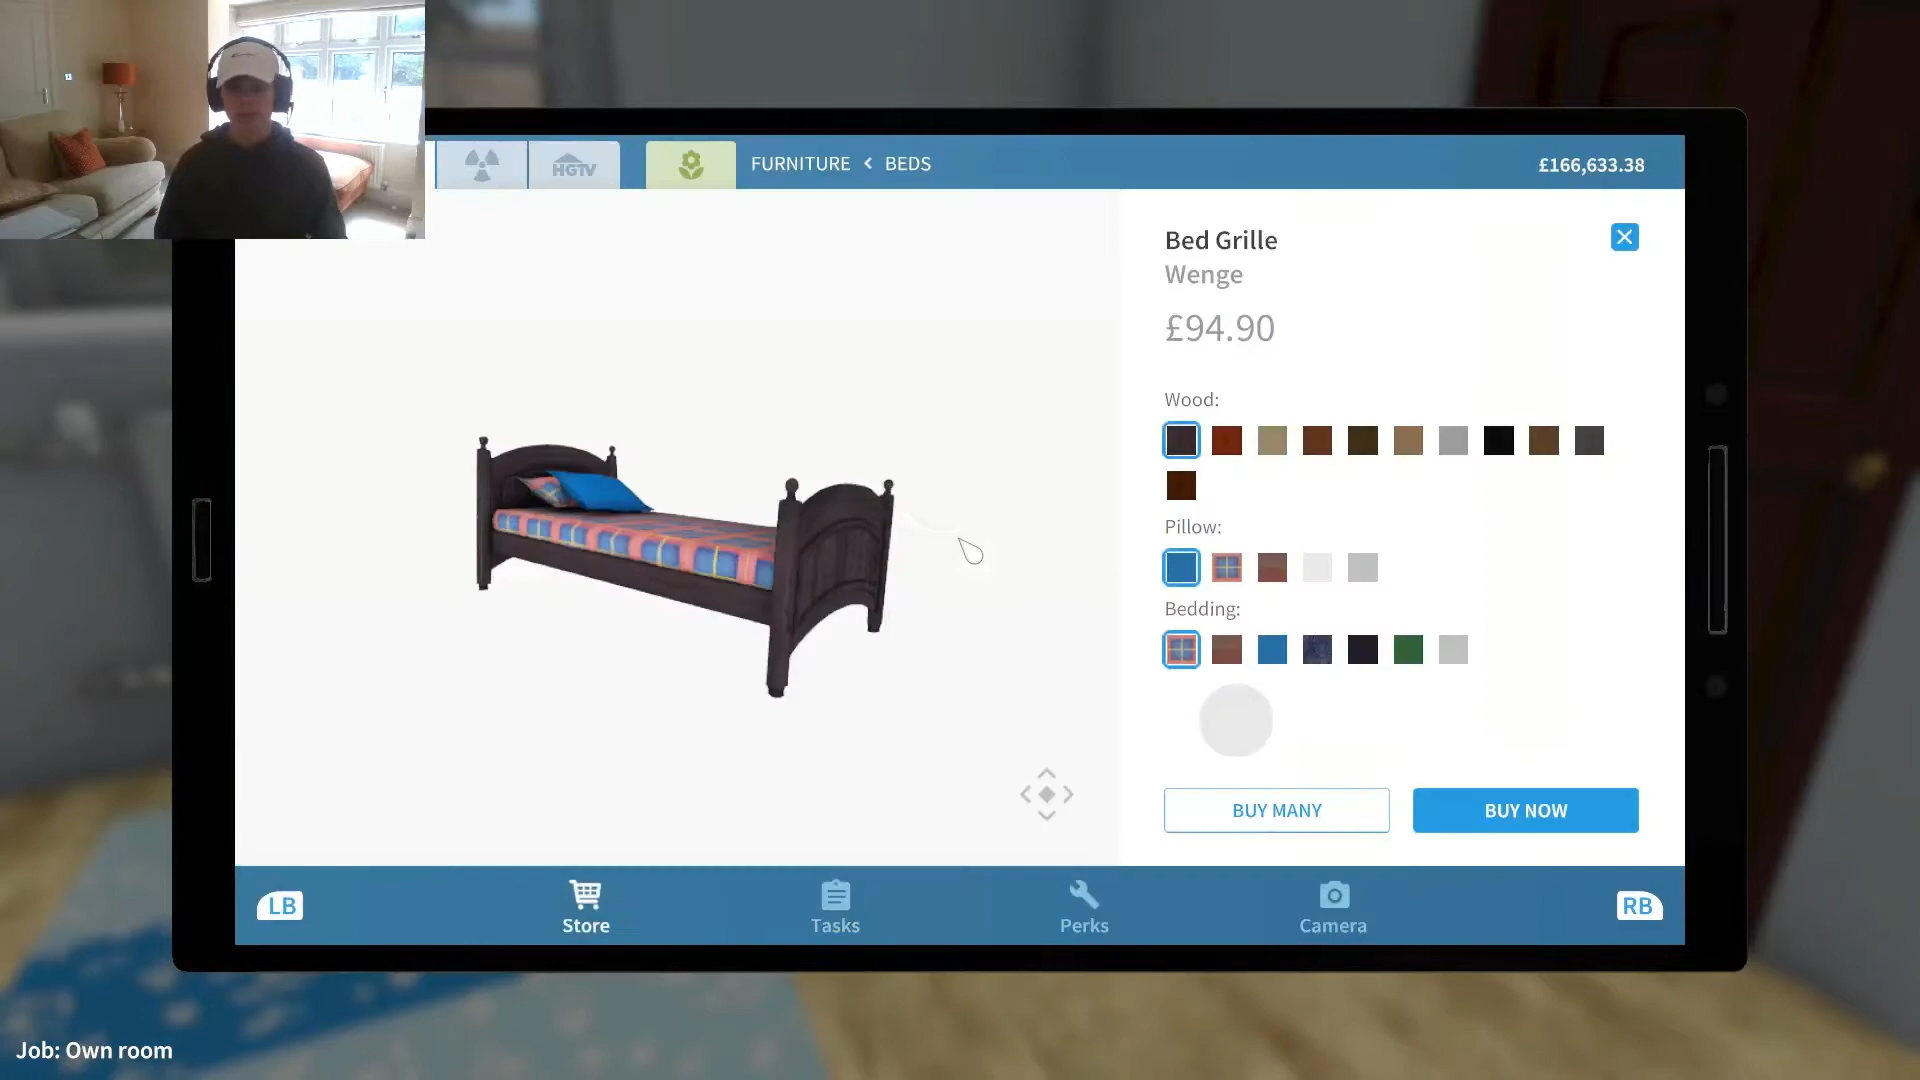 HGTV
FURNITURE < BEDS
£166,633.38
Bed Grille
Wenge
£94.90
Wood:
Pillow:
Bedding:
BUY MANY
BUY NOW
LB
Store
Tasks
Perks
Camera
RB
Job: Own room